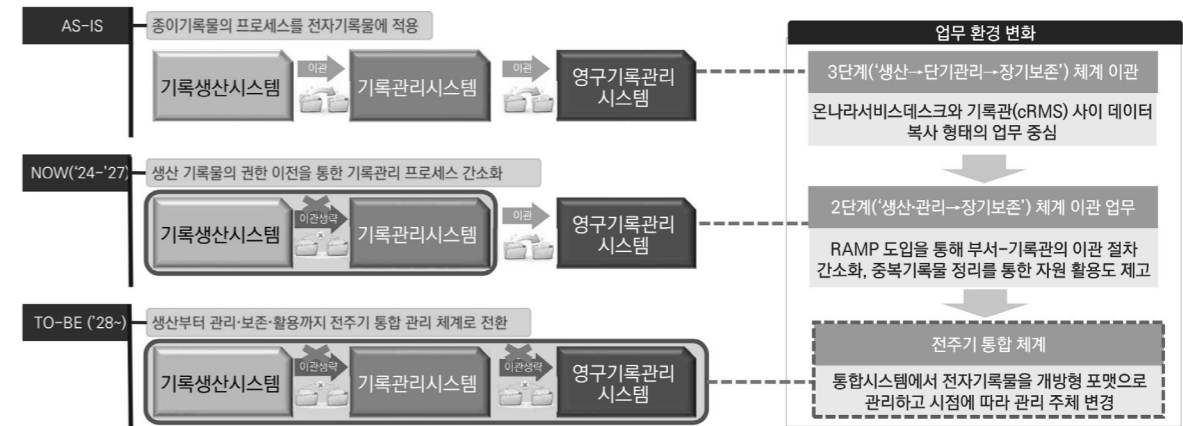 AS-IS
종이기록물의 프로세스를 전자기록물에 적용
기록생산시스템
이관
기록관리시스템
이관
영구기록관리
시스템
NOW('24-'27)
생산 기록물의 권한 이전을 통한 기록관리 프로세스 간소화
기록생산시스템
이관생략
기록관리시스템
이관
영구기록관리
시스템
TO-BE ('28~)
생산부터 관리·보존·활용까지 전주기 통합 관리 체계로 전환
기록생산시스템
이관생략
기록관리시스템
이관생략
영구기록관리
시스템
업무 환경 변화
3단계('생산→단기관리→장기보존') 체계 이관
온나라서비스데스크와 기록관(cRMS) 사이 데이터
복사 형태의 업무 중심
2단계('생산·관리→장기보존') 체계 이관 업무
RAMP 도입을 통해 부서-기록관의 이관 절차
간소화, 중복기록물 정리를 통한 자원 활용도 제고
전주기 통합 체계
통합시스템에서 전자기록물을 개방형 포맷으로
관리하고 시점에 따라 관리 주체 변경